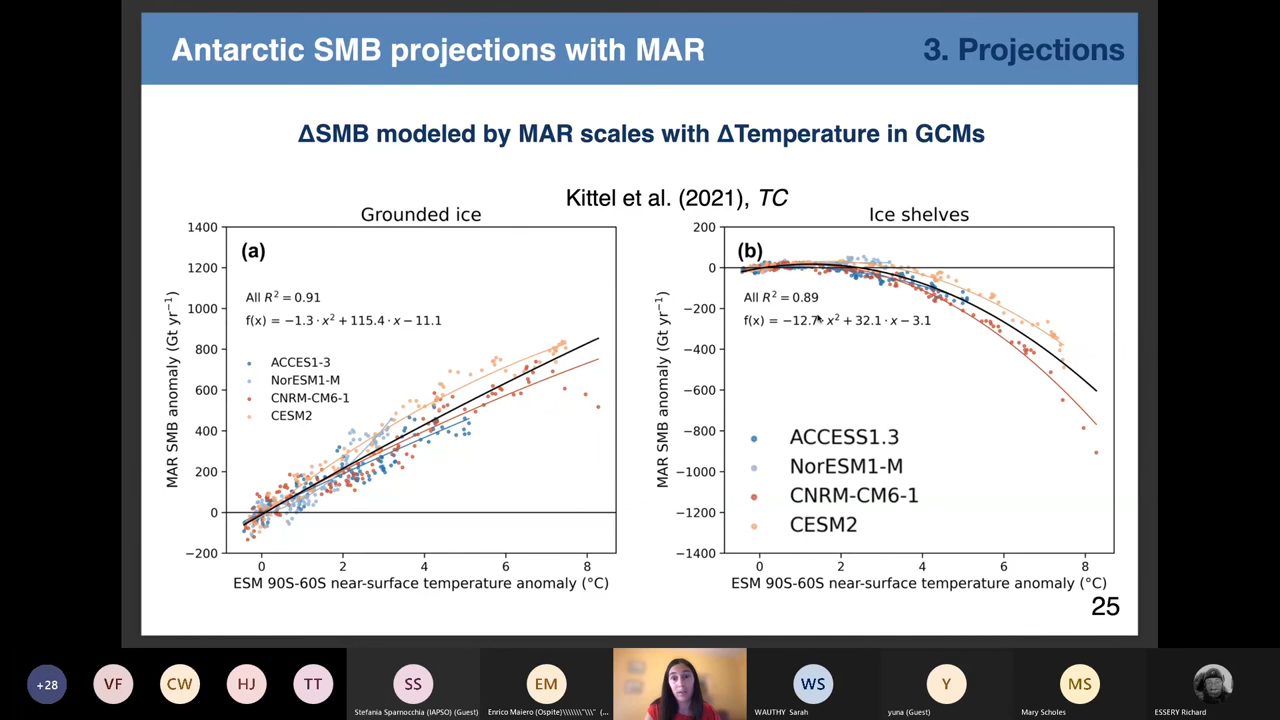 Antarctic SMB projections with MAR
3. Projections
ΔSMB modeled by MAR scales with ΔTemperature in GCMs
Kittel et al. (2021), TC
Grounded ice
(a)
All R² = 0.91
f(x) = −1.3 · x² + 115.4 · x − 11.1
ACCES1-3
NorESM1-M
CNRM-CM6-1
CESM2
MAR SMB anomaly (Gt yr⁻¹)
1400
1200
1000
800
600
400
200
0
−200
0 2 4 6 8
ESM 90S-60S near-surface temperature anomaly (°C)
Ice shelves
(b)
All R² = 0.89
f(x) = −12.7 · x² + 32.1 · x − 3.1
ACCESS1.3
NorESM1-M
CNRM-CM6-1
CESM2
MAR SMB anomaly (Gt yr⁻¹)
200
0
−200
−400
−600
−800
−1000
−1200
−1400
0 2 4 6 8
ESM 90S-60S near-surface temperature anomaly (°C)
25
+28
VF
CW
HJ
TT
SS
Stefania Sparnocchia (IAPSO) (Guest)
EM
Enrico Maiero (Ospite)\\\\\\\"\\\" (...
WS
WAUTHY Sarah
Y
yuna (Guest)
MS
Mary Scholes
ESSERY Richard